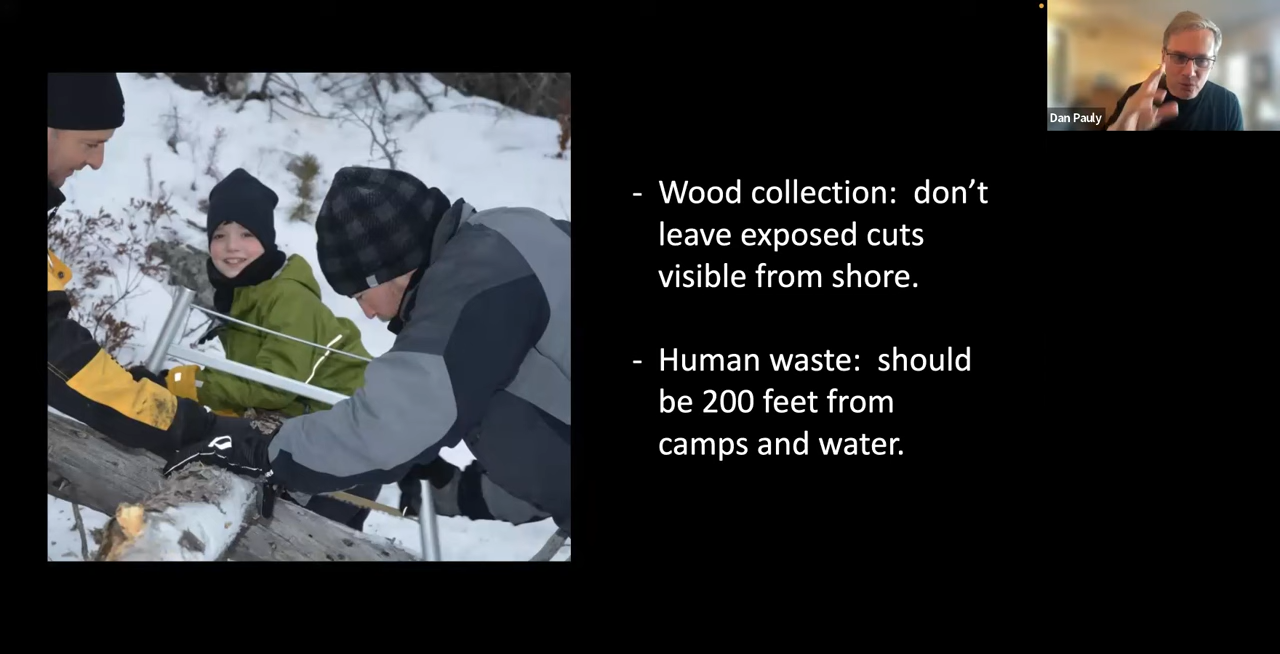 Dan Pauly
- Wood collection:  don’t
leave exposed cuts
visible from shore.
- Human waste:  should
be 200 feet from
camps and water.